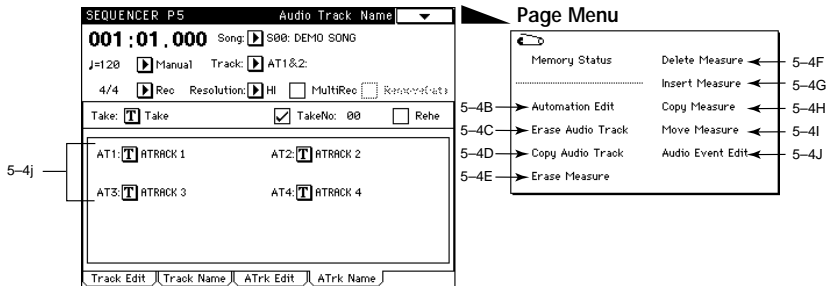 SEQUENCER P5 Audio Track Name
001:01.000 Song: S00: DEMO SONG
♩=120 Manual Track: AT1&2:
4/4 Rec Resolution: HI MultiRec RemoveData
Take: T Take TakeNo: 00 Rehe
5–4j
AT1: T ATRACK 1 AT2: T ATRACK 2
AT3: T ATRACK 3 AT4: T ATRACK 4
Track Edit Track Name ATrk Edit ATrk Name
Page Menu
Memory Status Delete Measure 5–4F
Insert Measure 5–4G
5–4B Automation Edit Copy Measure 5–4H
5–4C Erase Audio Track Move Measure 5–4I
5–4D Copy Audio Track Audio Event Edit 5–4J
5–4E Erase Measure